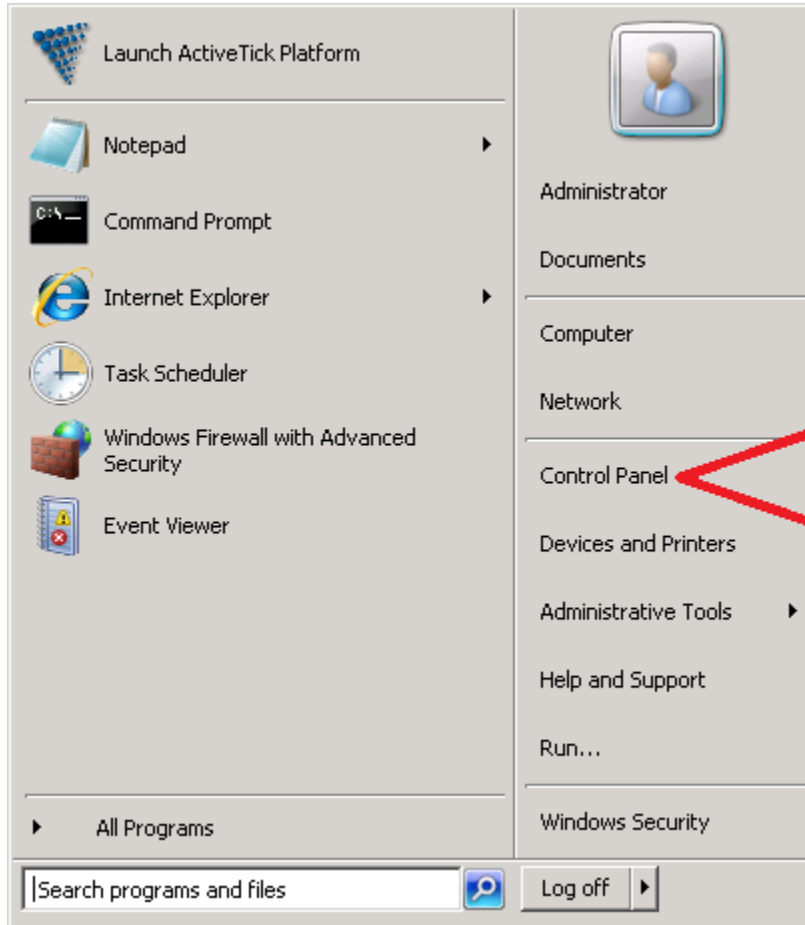 Launch ActiveTick Platform
Notepad
Command Prompt
Internet Explorer
Task Scheduler
Windows Firewall with Advanced
Security
Event Viewer
All Programs
Search programs and files
Administrator
Documents
Computer
Network
Control Panel
Devices and Printers
Administrative Tools
Help and Support
Run...
Windows Security
Log off